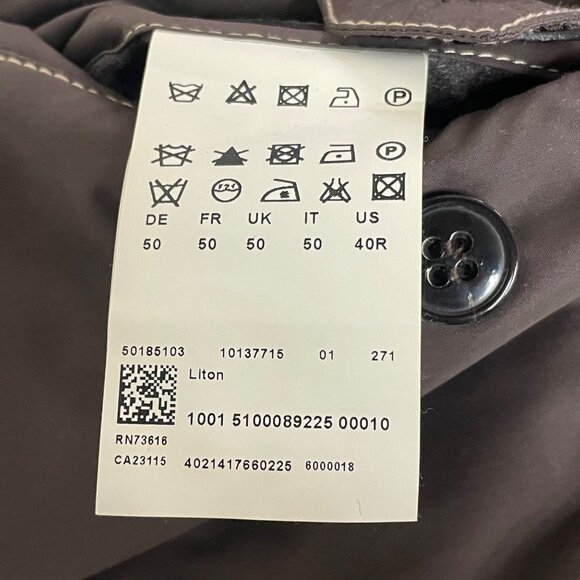 P
P
DE FR UK IT US
50 50 50 50 40R
50185103 10137715 01 271
Liton
1001 5100089225 00010
RN73616
CA23115 4021417660225 6000018